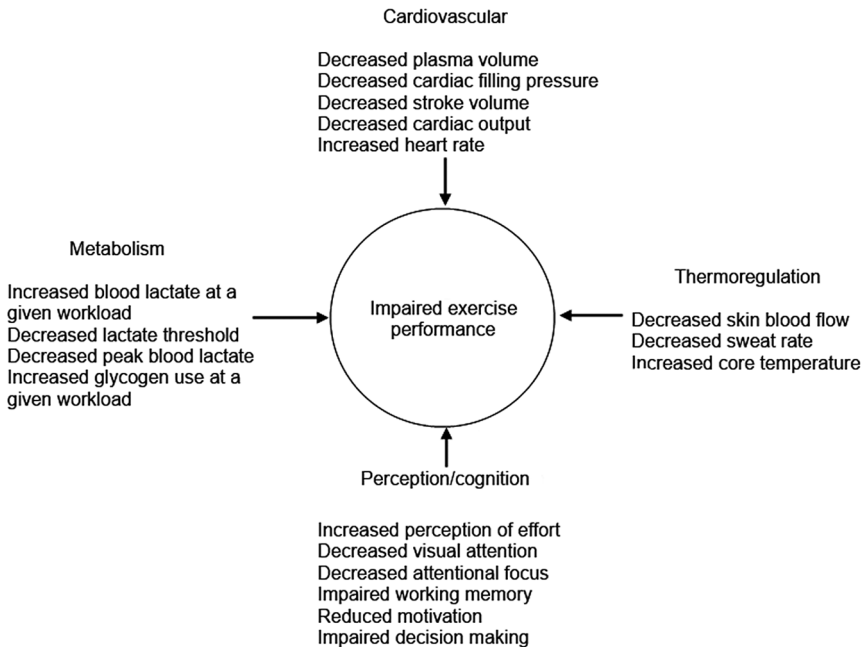 Cardiovascular
Decreased plasma volume
Decreased cardiac filling pressure
Decreased stroke volume
Decreased cardiac output
Increased heart rate
Metabolism
Increased blood lactate at a
given workload
Decreased lactate threshold
Decreased peak blood lactate
Increased glycogen use at a
given workload
Impaired exercise
performance
Thermoregulation
Decreased skin blood flow
Decreased sweat rate
Increased core temperature
Perception/cognition
Increased perception of effort
Decreased visual attention
Decreased attentional focus
Impaired working memory
Reduced motivation
Impaired decision making